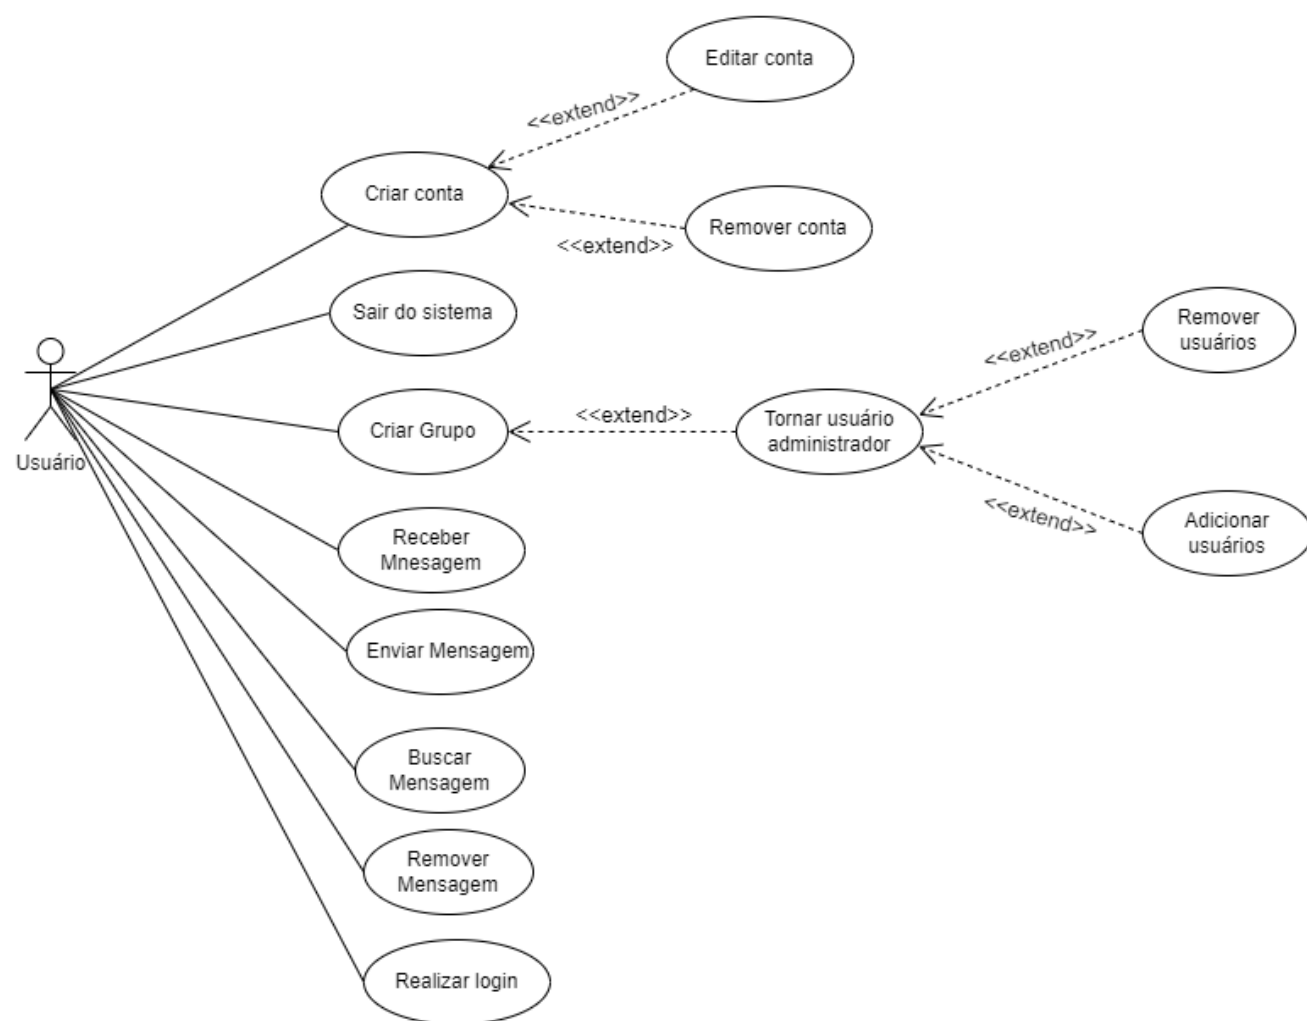 Editar conta
<<extend>>
Criar conta
Remover conta
<<extend>>
Sair do sistema
Remover
usuários
<<extend>>
<<extend>>
Tornar usuário
administrador
Criar Grupo
Usuário
<<extend>>
Adicionar
usuários
Receber
Mnesagem
Enviar Mensagem
Buscar
Mensagem
Remover
Mensagem
Realizar login